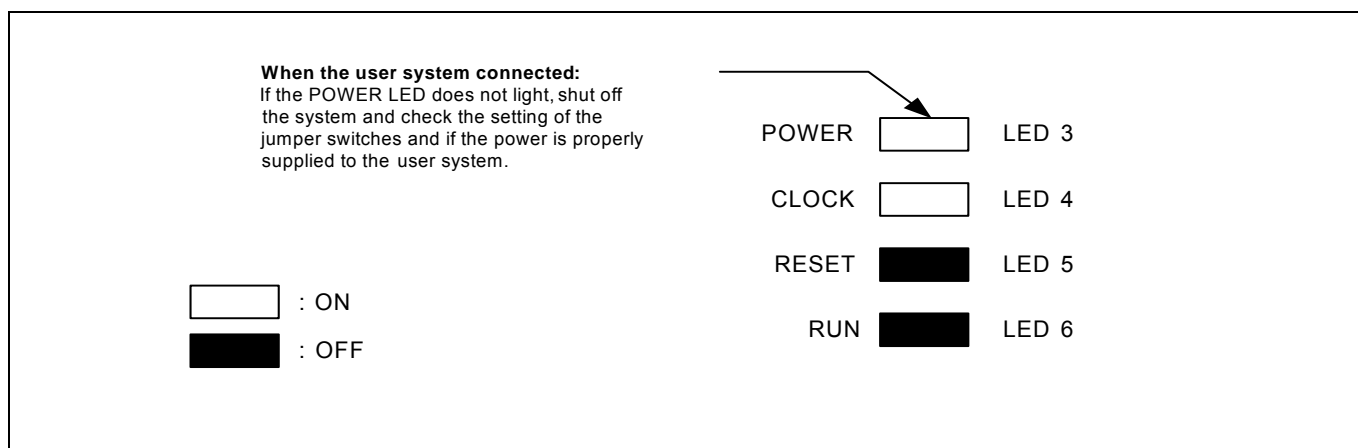 When the user system connected:
If the POWER LED does not light, shut off
the system and check the setting of the
jumper switches and if the power is properly
supplied to the user system.
POWER LED 3
CLOCK LED 4
RESET LED 5
RUN LED 6
: ON
: OFF